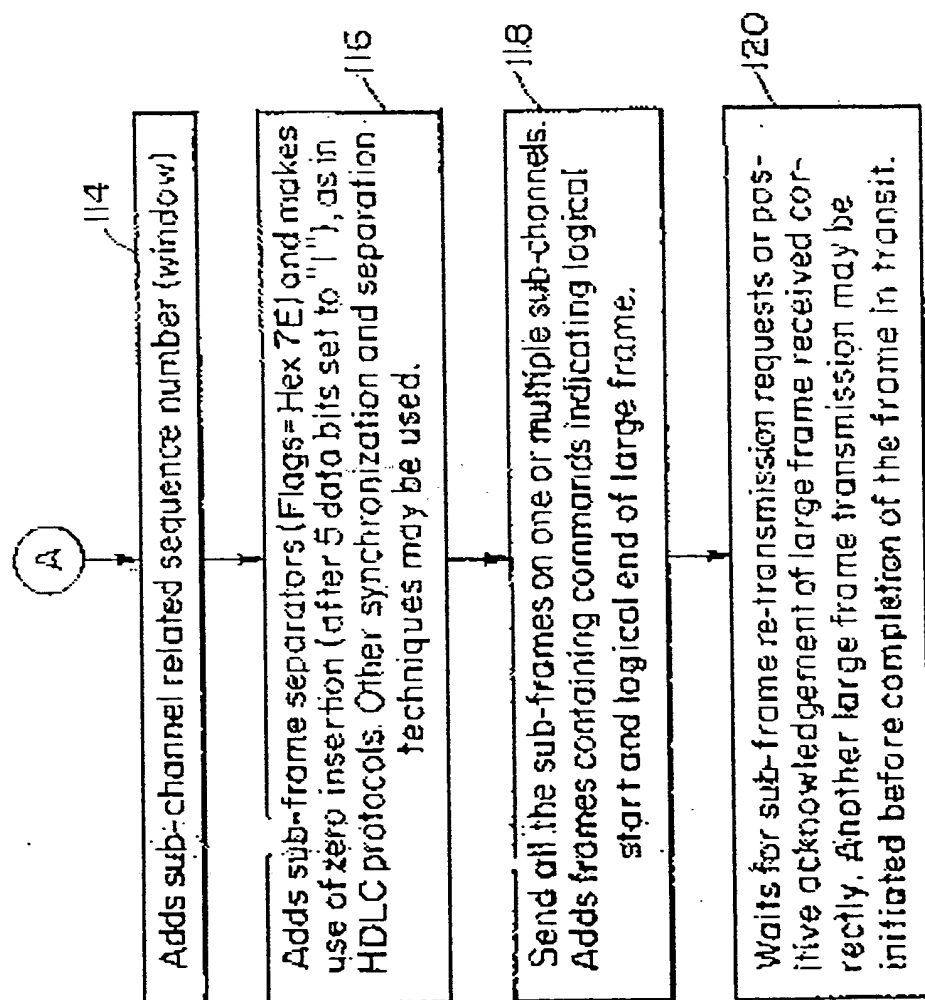 A
114
Adds sub-channel related sequence number (window)
116
Adds sub-frame separators (Flags=Hex 7E) and makes
use of zero insertion (after 5 data bits set to "1"), as in
HDLC protocols. Other synchronization and separation
techniques may be used.
118
Send all the sub-frames on one or multiple sub-channels.
Adds frames containing commands indicating logical
start and logical end of large frame.
120
Waits for sub-frame re-transmission requests or pos-
itive acknowledgement of large frame received cor-
rectly. Another large frame transmission may be
initiated before completion of the frame in transit.